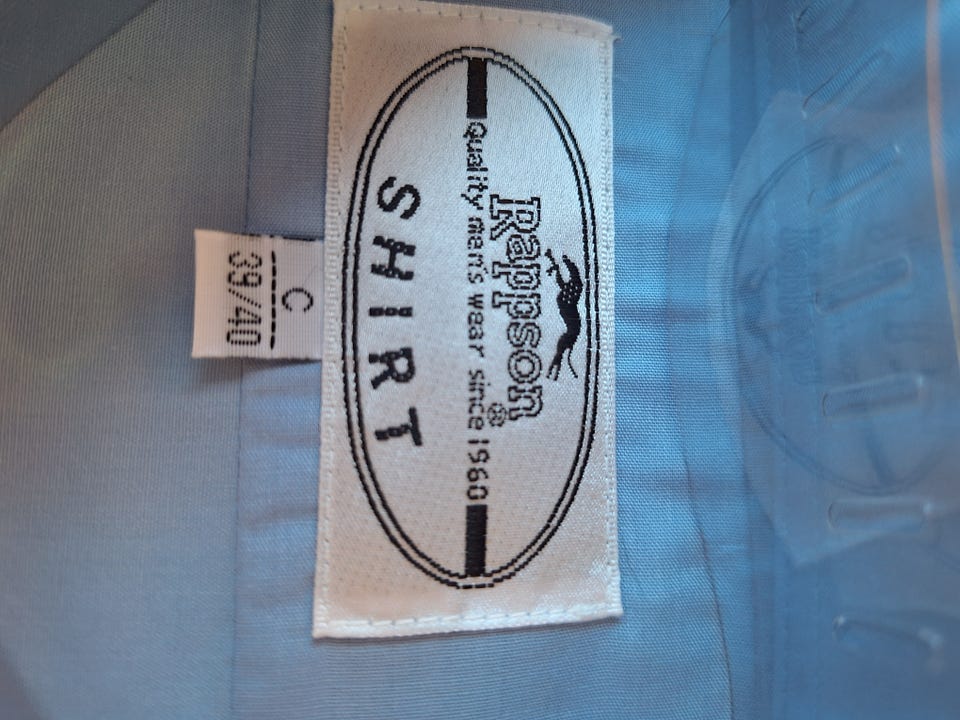 Rappson®
Quality men's wear since 1960
SHIRT
C
39/40